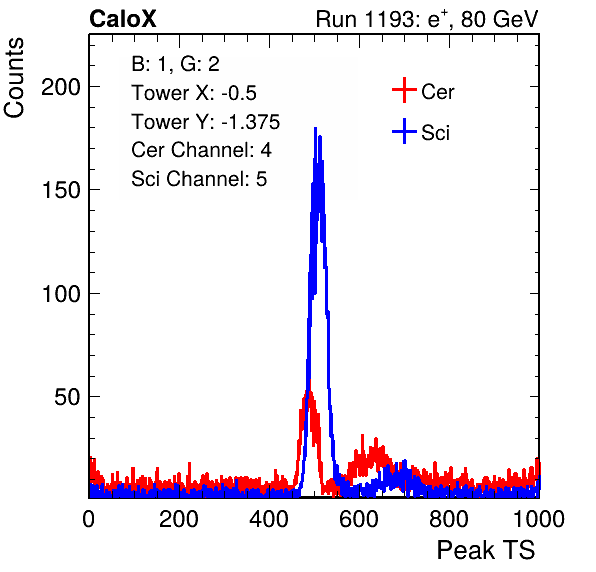 CaloX Run 1193: e⁺, 80 GeV
Counts
B: 1, G: 2
Tower X: -0.5
Tower Y: -1.375
Cer Channel: 4
Sci Channel: 5
Cer
Sci
200
150
100
50
0 200 400 600 800 1000
Peak TS